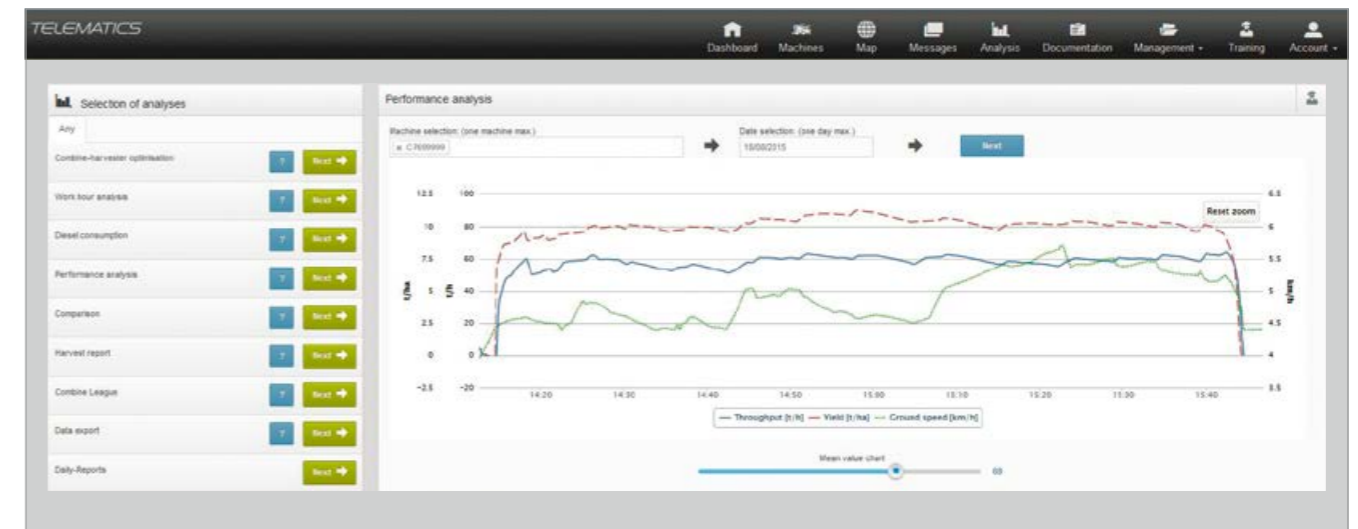 TELEMATICS
Dashboard Machines Map Messages Analysis Documentation Management Training Account
Selection of analyses
Any
Combine-harvester optimisation ? Next
Work hour analysis ? Next
Diesel consumption ? Next
Performance analysis ? Next
Comparison ? Next
Harvest report ? Next
Combine League ? Next
Data export ? Next
Daily-Reports Next
Performance analysis
Machine selection: (one machine max.) Date selection: (one day max.)
Next
12.5 100 6.5
Reset zoom
10 80 6
7.5 60 5.5
t/ha 5 t/h 40 5 km/h
2.5 20 4.5
0 0 4
-2.5 -20 3.5
14:20 14:30 14:40 14:50 15:00 15:10 15:20 15:30 15:40
Throughput [t/h] Yield [t/ha] Ground speed [km/h]
Mean value chart